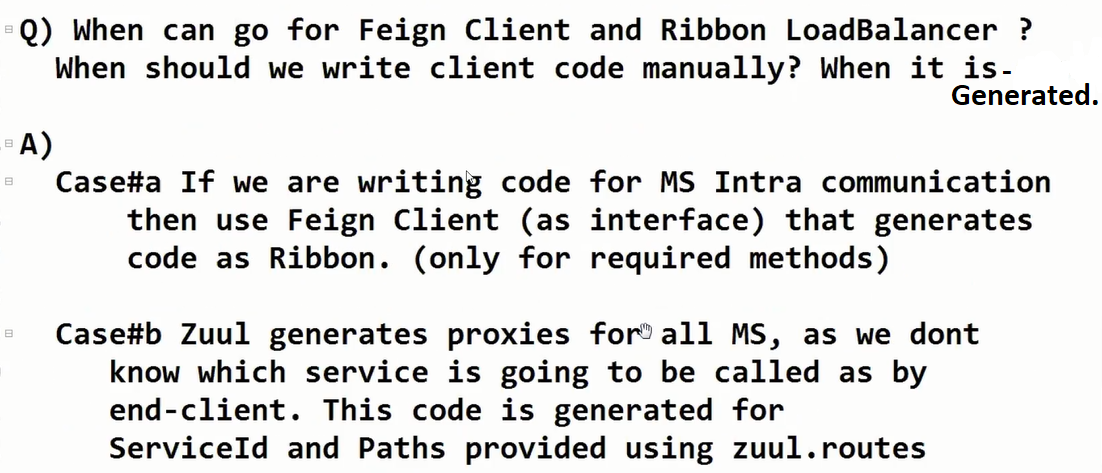 Q) When can go for Feign Client and Ribbon LoadBalancer ?
When should we write client code manually? When it is-
Generated.
A)
Case#a If we are writing code for MS Intra communication
then use Feign Client (as interface) that generates
code as Ribbon. (only for required methods)
Case#b Zuul generates proxies for all MS, as we dont
know which service is going to be called as by
end-client. This code is generated for
ServiceId and Paths provided using zuul.routes